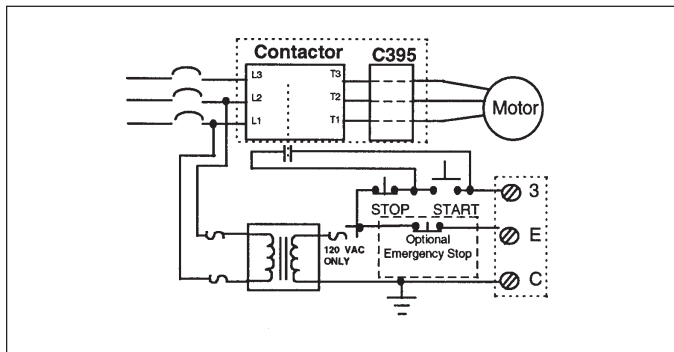 Contactor
C395
L3
T3
L2
T2
L1
T1
Motor
STOP
START
3
120 VAC
ONLY
Optional
Emergency Stop
E
C